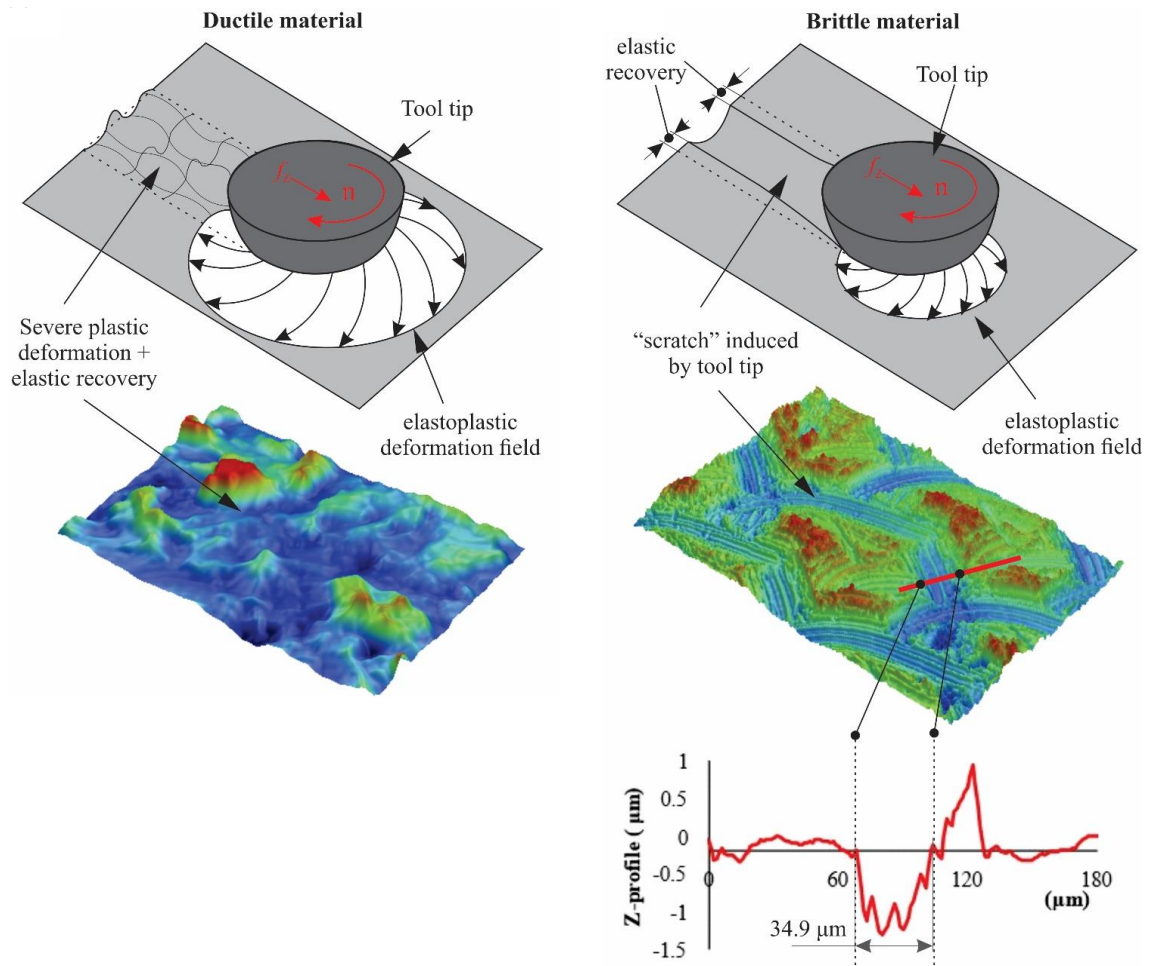 Ductile material
Tool tip
fz
n
Severe plastic
deformation +
elastic recovery
elastoplastic
deformation field
Brittle material
elastic
recovery
Tool tip
fz
n
“scratch” induced
by tool tip
elastoplastic
deformation field
Z-profile ( μm)
1
0.5
0
-0.5
-1
-1.5
0
60
120
180
(μm)
34.9 μm